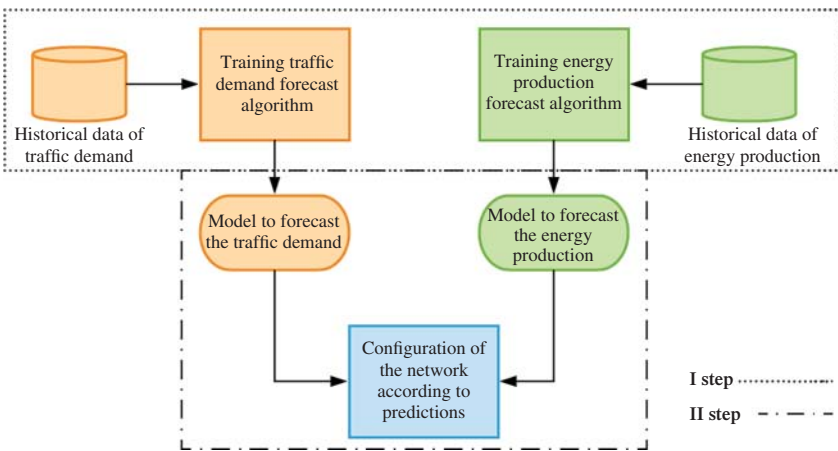 Historical data of
traffic demand
Training traffic
demand forecast
algorithm
Training energy
production
forecast algorithm
Historical data of
energy production
Model to forecast
the traffic demand
Model to forecast
the energy
production
Configuration of
the network
according to
predictions
I step
II step